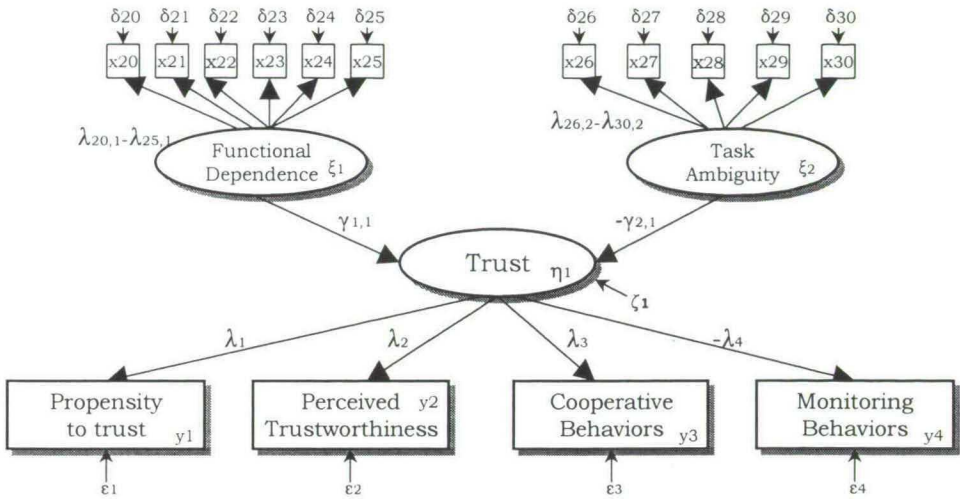 δ20 δ21 δ22 δ23 δ24 δ25 δ26 δ27 δ28 δ29 δ30
x20 x21 x22 x23 x24 x25 x26 x27 x28 x29 x30
λ20,1-λ25,1 λ26,2-λ30,2
Functional Dependence ξ1
Task Ambiguity ξ2
γ1,1 -γ2,1
Trust η1
ζ1
λ1 λ2 λ3 -λ4
Propensity
to trust y1
Perceived y2
Trustworthiness
Cooperative
Behaviors y3
Monitoring
Behaviors y4
ε1 ε2 ε3 ε4